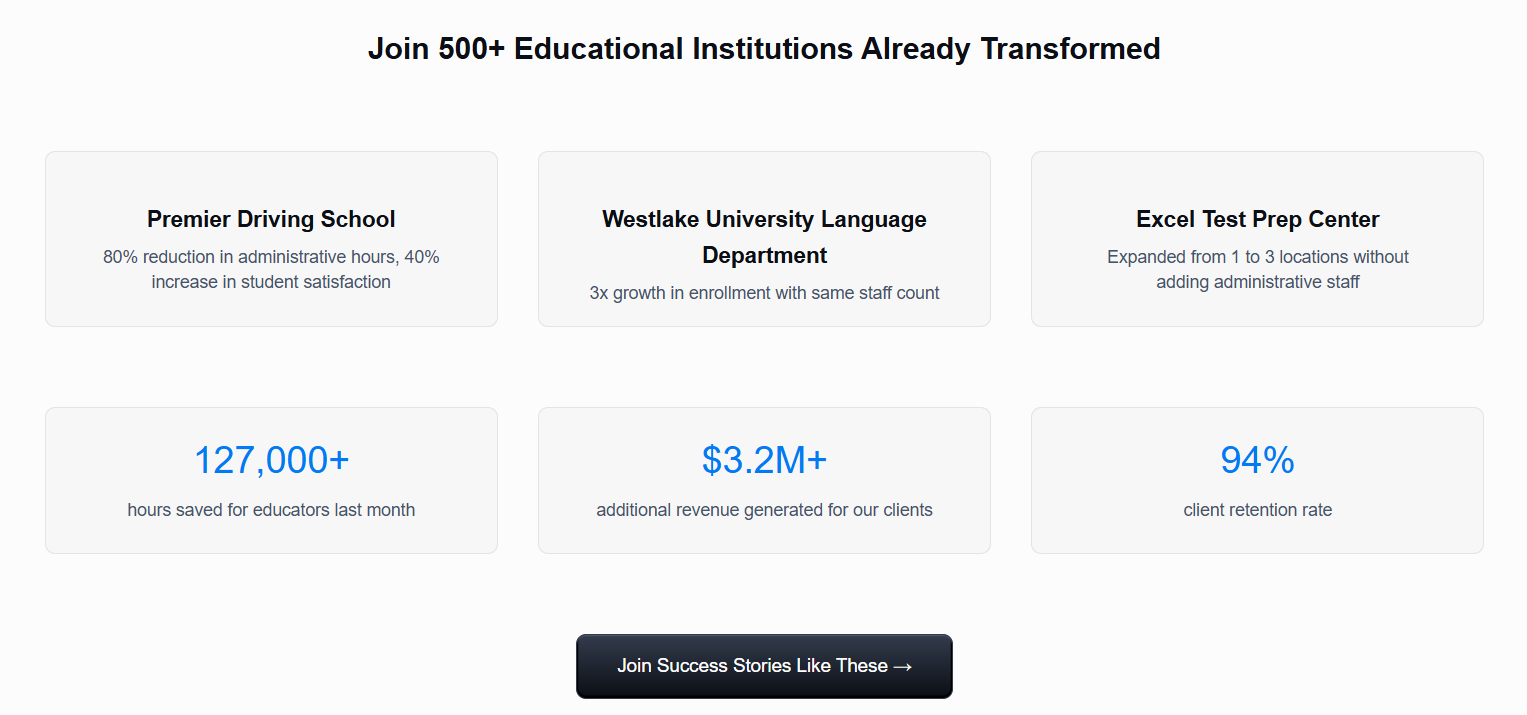 Join 500+ Educational Institutions Already Transformed
Premier Driving School
80% reduction in administrative hours, 40%
increase in student satisfaction
Westlake University Language
Department
3x growth in enrollment with same staff count
Excel Test Prep Center
Expanded from 1 to 3 locations without
adding administrative staff
127,000+
hours saved for educators last month
$3.2M+
additional revenue generated for our clients
94%
client retention rate
Join Success Stories Like These →